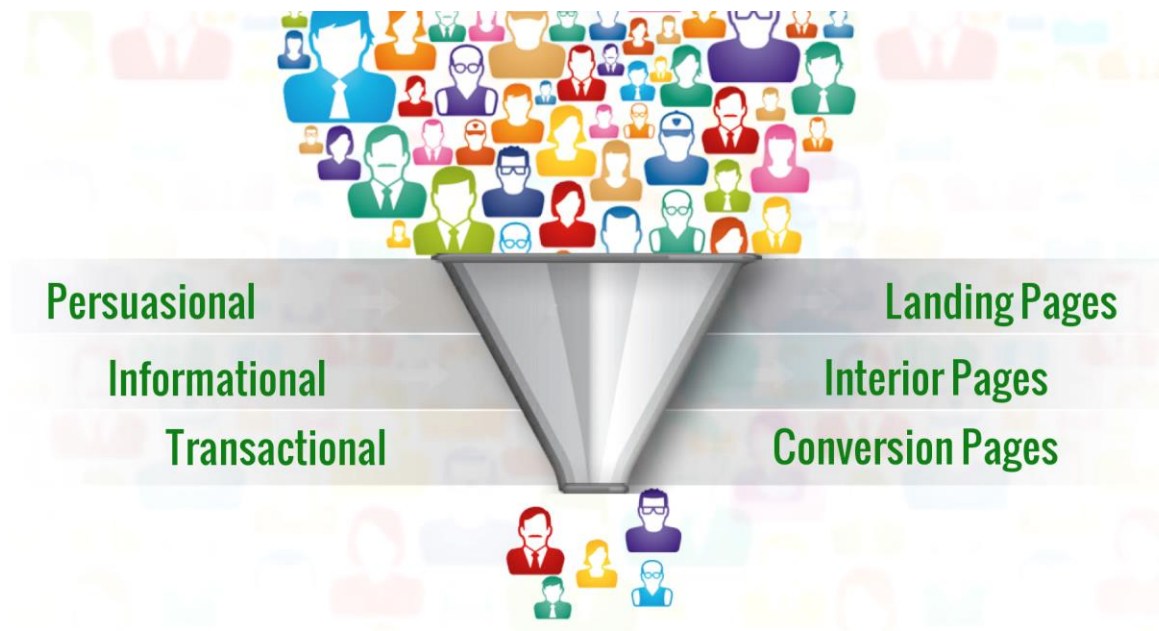 Persuasional
Landing Pages
Informational
Interior Pages
Transactional
Conversion Pages